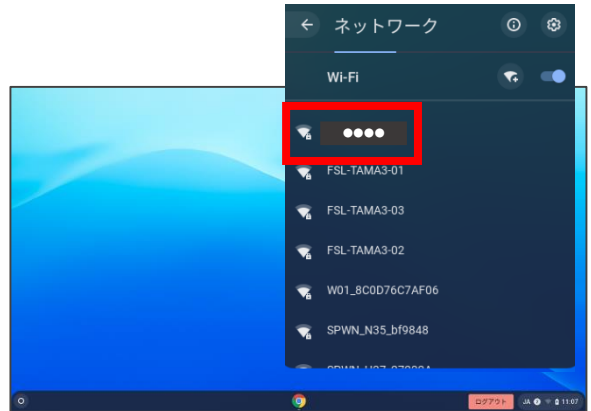 ネットワーク
Wi-Fi
●●●●
FSL-TAMA3-01
FSL-TAMA3-03
FSL-TAMA3-02
W01_8C0D76C7AF06
SPWN_N35_bf9848
ログアウト
JA
11:07